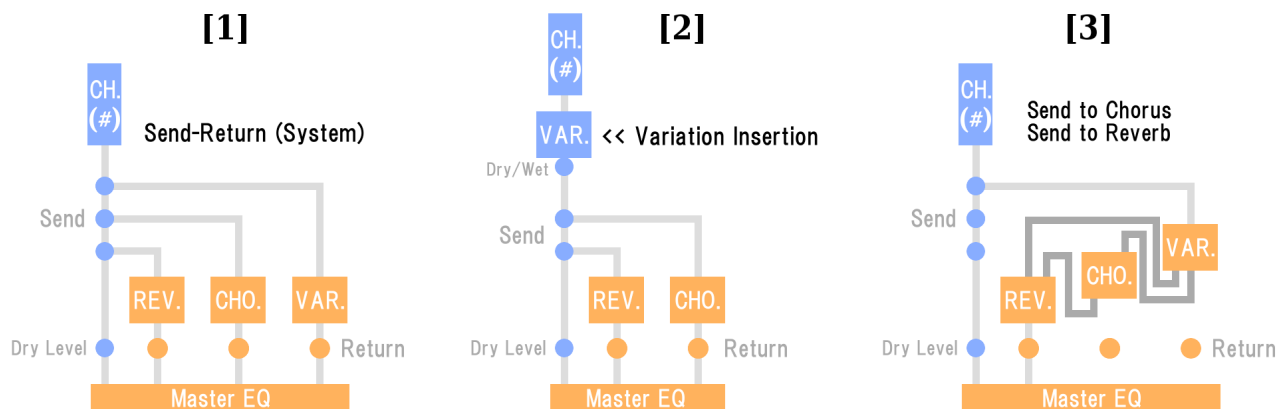 [1]
CH.
(#)
Send-Return (System)
Send
REV.
CHO.
VAR.
Dry Level
Return
Master EQ
[2]
CH.
(#)
VAR.
<< Variation Insertion
Dry/Wet
Send
REV.
CHO.
Dry Level
Return
Master EQ
[3]
CH.
(#)
Send to Chorus
Send to Reverb
Send
VAR.
CHO.
REV.
Dry Level
Return
Master EQ